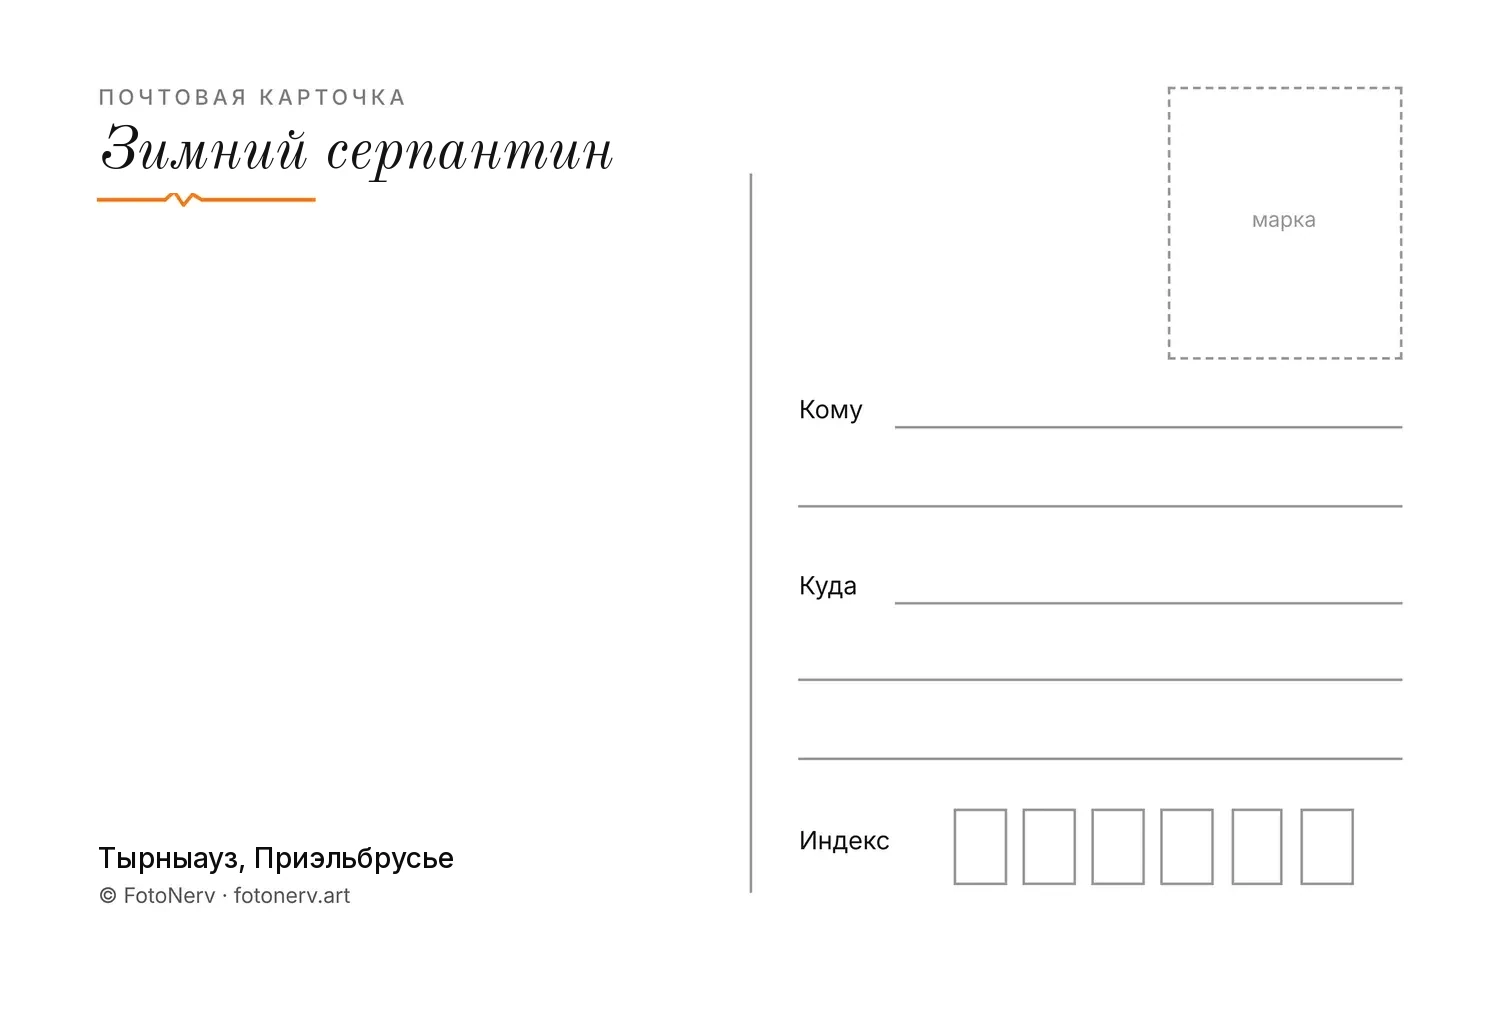 ПОЧТОВАЯ КАРТОЧКА
Зимний серпантин
марка
Кому
Куда
Индекс
Тырныауз, Приэльбрусье
© FotoNerv · fotonerv.art